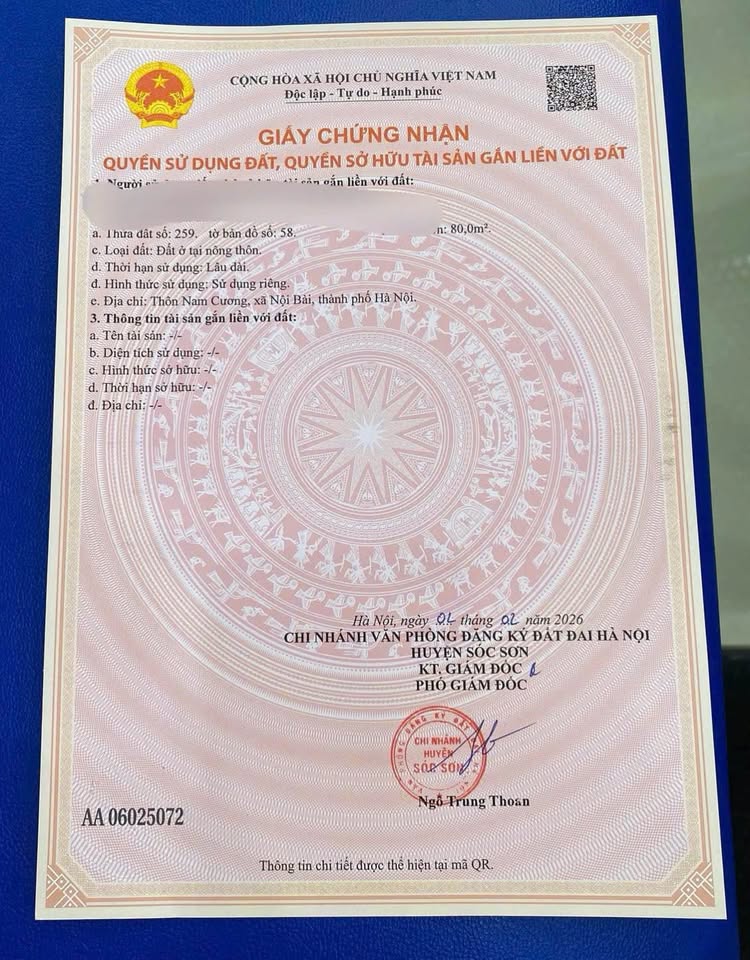 CỘNG HÒA XÃ HỘI CHỦ NGHĨA VIỆT NAM
Độc lập - Tự do - Hạnh phúc
GIẤY CHỨNG NHẬN
QUYỀN SỬ DỤNG ĐẤT, QUYỀN SỞ HỮU TÀI SẢN GẮN LIỀN VỚI ĐẤT
Người gắn liền với đất:
a. Thửa đất số: 259. tờ bản đồ số: 58, 80,0m².
c. Loại đất: Đất ở tại nông thôn.
d. Thời hạn sử dụng: Lâu dài.
đ. Hình thức sử dụng: Sử dụng riêng.
e. Địa chỉ: Thôn Nam Cương, xã Nội Bài, thành phố Hà Nội.
3. Thông tin tài sản gắn liền với đất:
a. Tên tài sản: -/-
b. Diện tích sử dụng: -/-
c. Hình thức sở hữu: -/-
d. Thời hạn sở hữu: -/-
đ. Địa chỉ: -/-
Hà Nội, ngày tháng 02 năm 2026
CHI NHÁNH VĂN PHÒNG ĐĂNG KÝ ĐẤT ĐAI HÀ NỘI
HUYỆN SÓC SƠN
KT. GIÁM ĐỐC
PHÓ GIÁM ĐỐC
CHI NHÁNH
HUYỆN
SÓC SƠN
Ngô Trung Thoan
AA 06025072
Thông tin chi tiết được thể hiện tại mã QR.